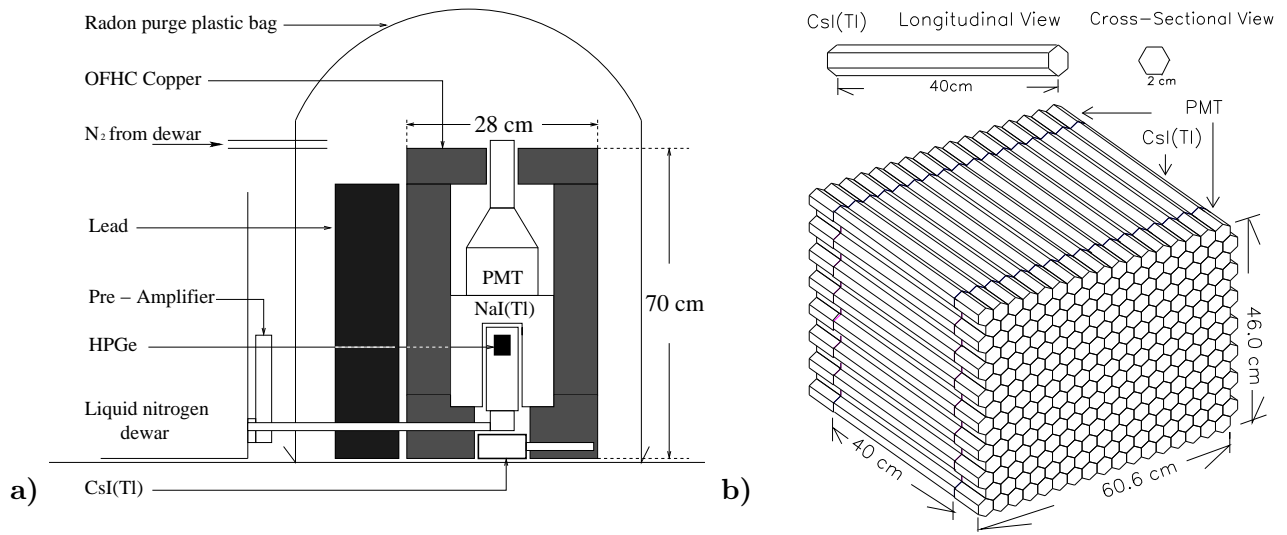 Radon purge plastic bag
OFHC Copper
N₂ from dewar
28 cm
Lead
PMT
70 cm
Pre – Amplifier
NaI(Tl)
HPGe
Liquid nitrogen
dewar
CsI(Tl)
a)
CsI(Tl) Longitudinal View Cross–Sectional View
40cm
2 cm
PMT
CsI(Tl)
46.0 cm
40 cm
60.6 cm
b)